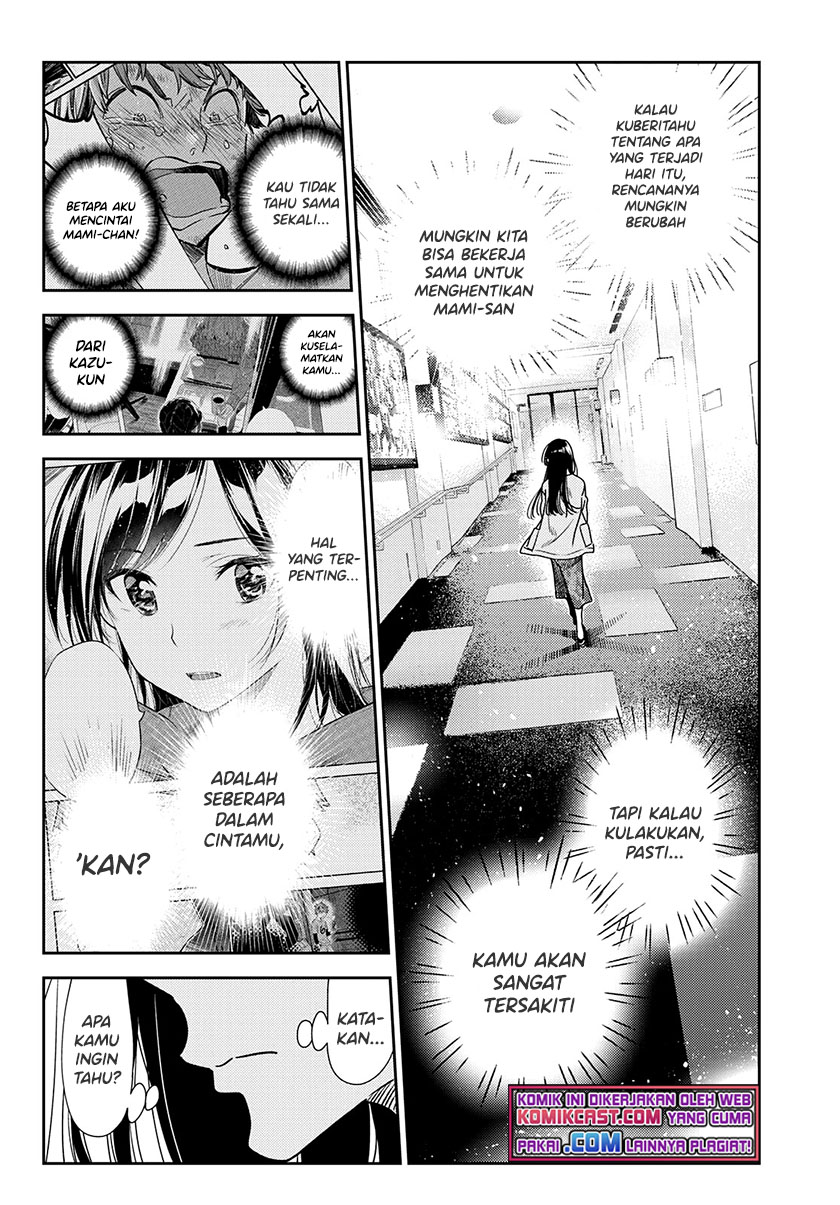 KALAU
KUBERITAHU
TENTANG APA
YANG TERJADI
HARI ITU,
RENCANANYA
MUNGKIN
BERUBAH
MUNGKIN KITA
BISA BEKERJA
SAMA UNTUK
MENGHENTIKAN
MAMI-SAN
TAPI KALAU
KULAKUKAN,
PASTI...
KAMU AKAN
SANGAT
TERSAKITI
KAU TIDAK
TAHU SAMA
SEKALI...
BETAPA AKU
MENCINTAI
MAMI-CHAN!
AKAN
KUSELA-
MATKAN
KAMU...
DARI
KAZU-
KUN
HAL
YANG TER-
PENTING...
ADALAH
SEBERAPA
DALAM
CINTAMU,
'KAN?
KATA-
KAN...
APA
KAMU
INGIN
TAHU?
KOMIK INI DIKERJAKAN OLEH WEB
KOMIKCAST.COM YANG CUMA
PAKAI .COM LAINNYA PLAGIAT!